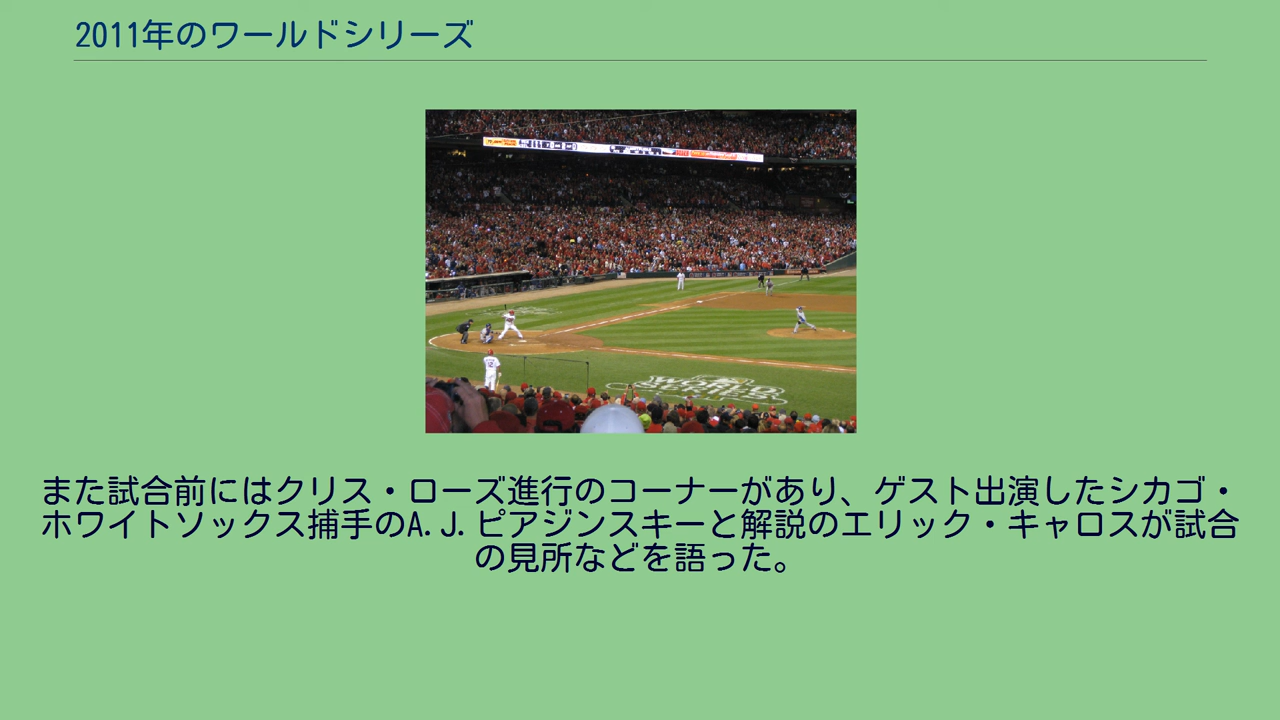 2011年のワールドシリーズ
WORLD
SERIES
また試合前にはクリス・ローズ進行のコーナーがあり、ゲスト出演したシカゴ・
ホワイトソックス捕手のA.J.ピアジンスキーと解説のエリック・キャロスが試合
の見所などを語った。